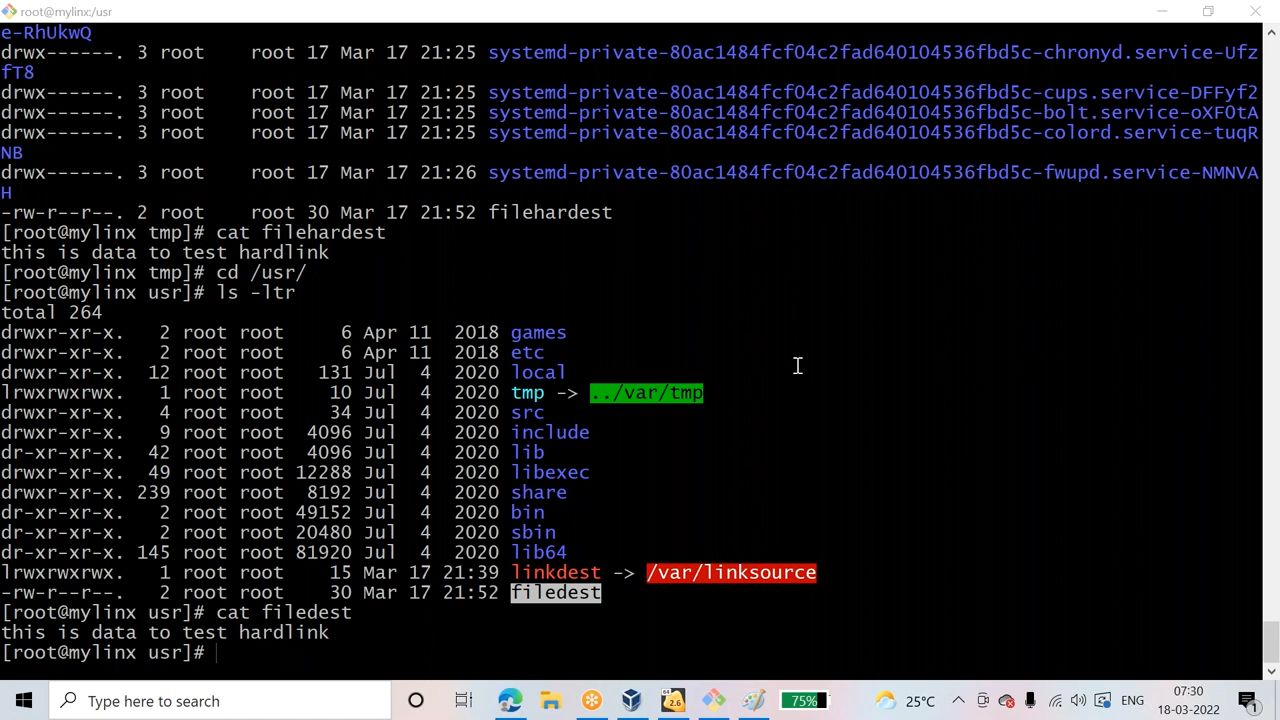 root@mylinx:/usr
e-RhUkwQ
drwx------. 3 root    root 17 Mar 17 21:25 systemd-private-80ac1484fcf04c2fad640104536fbd5c-chronyd.service-Ufz
fT8
drwx------. 3 root    root 17 Mar 17 21:25 systemd-private-80ac1484fcf04c2fad640104536fbd5c-cups.service-DFFyf2
drwx------. 3 root    root 17 Mar 17 21:25 systemd-private-80ac1484fcf04c2fad640104536fbd5c-bolt.service-oXF0tA
drwx------. 3 root    root 17 Mar 17 21:25 systemd-private-80ac1484fcf04c2fad640104536fbd5c-colord.service-tuqR
NB
drwx------. 3 root    root 17 Mar 17 21:26 systemd-private-80ac1484fcf04c2fad640104536fbd5c-fwupd.service-NMNVA
H
-rw-r--r--. 2 root    root 30 Mar 17 21:52 filehardest
[root@mylinx tmp]# cat filehardest
this is data to test hardlink
[root@mylinx tmp]# cd /usr/
[root@mylinx usr]# ls -ltr
total 264
drwxr-xr-x.   2 root root     6 Apr 11  2018 games
drwxr-xr-x.   2 root root     6 Apr 11  2018 etc
drwxr-xr-x.  12 root root   131 Jul  4  2020 local
lrwxrwxrwx.   1 root root    10 Jul  4  2020 tmp -> ../var/tmp
drwxr-xr-x.   4 root root    34 Jul  4  2020 src
drwxr-xr-x.   9 root root  4096 Jul  4  2020 include
dr-xr-xr-x.  42 root root  4096 Jul  4  2020 lib
drwxr-xr-x.  49 root root 12288 Jul  4  2020 libexec
drwxr-xr-x. 239 root root  8192 Jul  4  2020 share
dr-xr-xr-x.   2 root root 49152 Jul  4  2020 bin
dr-xr-xr-x.   2 root root 20480 Jul  4  2020 sbin
dr-xr-xr-x. 145 root root 81920 Jul  4  2020 lib64
lrwxrwxrwx.   1 root root    15 Mar 17 21:39 linkdest -> /var/linksource
-rw-r--r--.   2 root root    30 Mar 17 21:52 filedest
[root@mylinx usr]# cat filedest
this is data to test hardlink
[root@mylinx usr]#
Type here to search
64
2.6
75%
25°C
ENG
07:30
18-03-2022
1